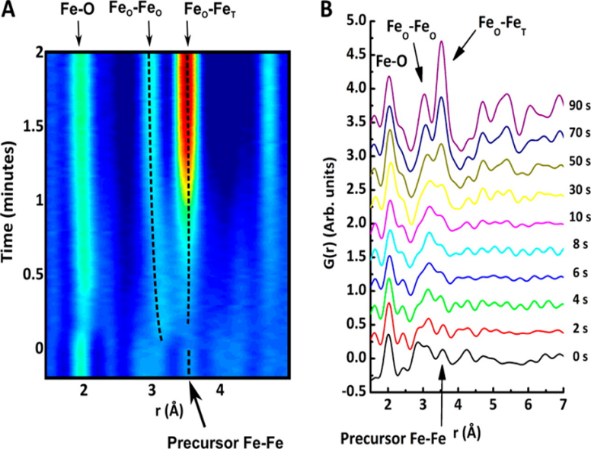 A
Fe-O
Feo-Feo
Feo-FeT
2
1.5
1
0.5
0
Time (minutes)
2
3
4
r (Å)
Precursor Fe-Fe
B
Feo-Feo
Feo-FeT
Fe-O
5.0
4.5
4.0
3.5
3.0
2.5
2.0
1.5
1.0
0.5
0.0
-0.5
G(r) (Arb. units)
90 s
70 s
50 s
30 s
10 s
8 s
6 s
4 s
2 s
0 s
2
3
4
5
6
7
Precursor Fe-Fe
r (Å)